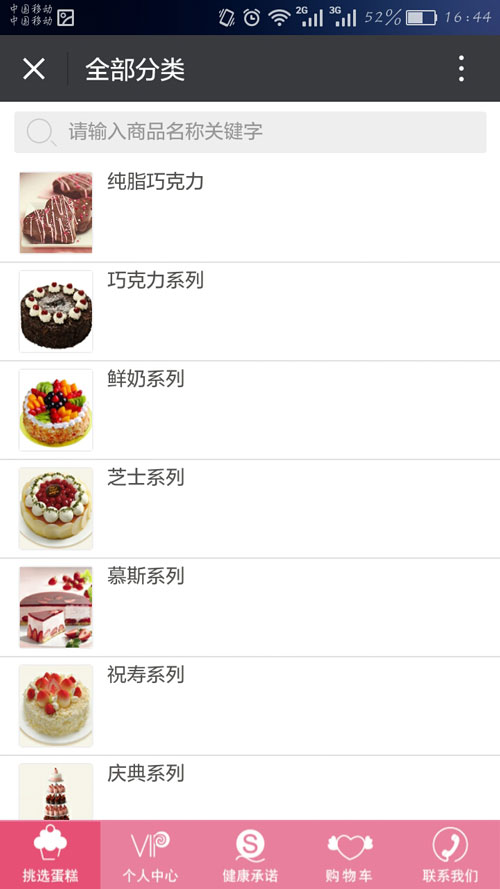 中国移动
中国移动
2G
3G
52%
16:44
全部分类
请输入商品名称关键字
纯脂巧克力
巧克力系列
鲜奶系列
芝士系列
慕斯系列
祝寿系列
庆典系列
VIP
S
挑选蛋糕
个人中心
健康承诺
购物车
联系我们